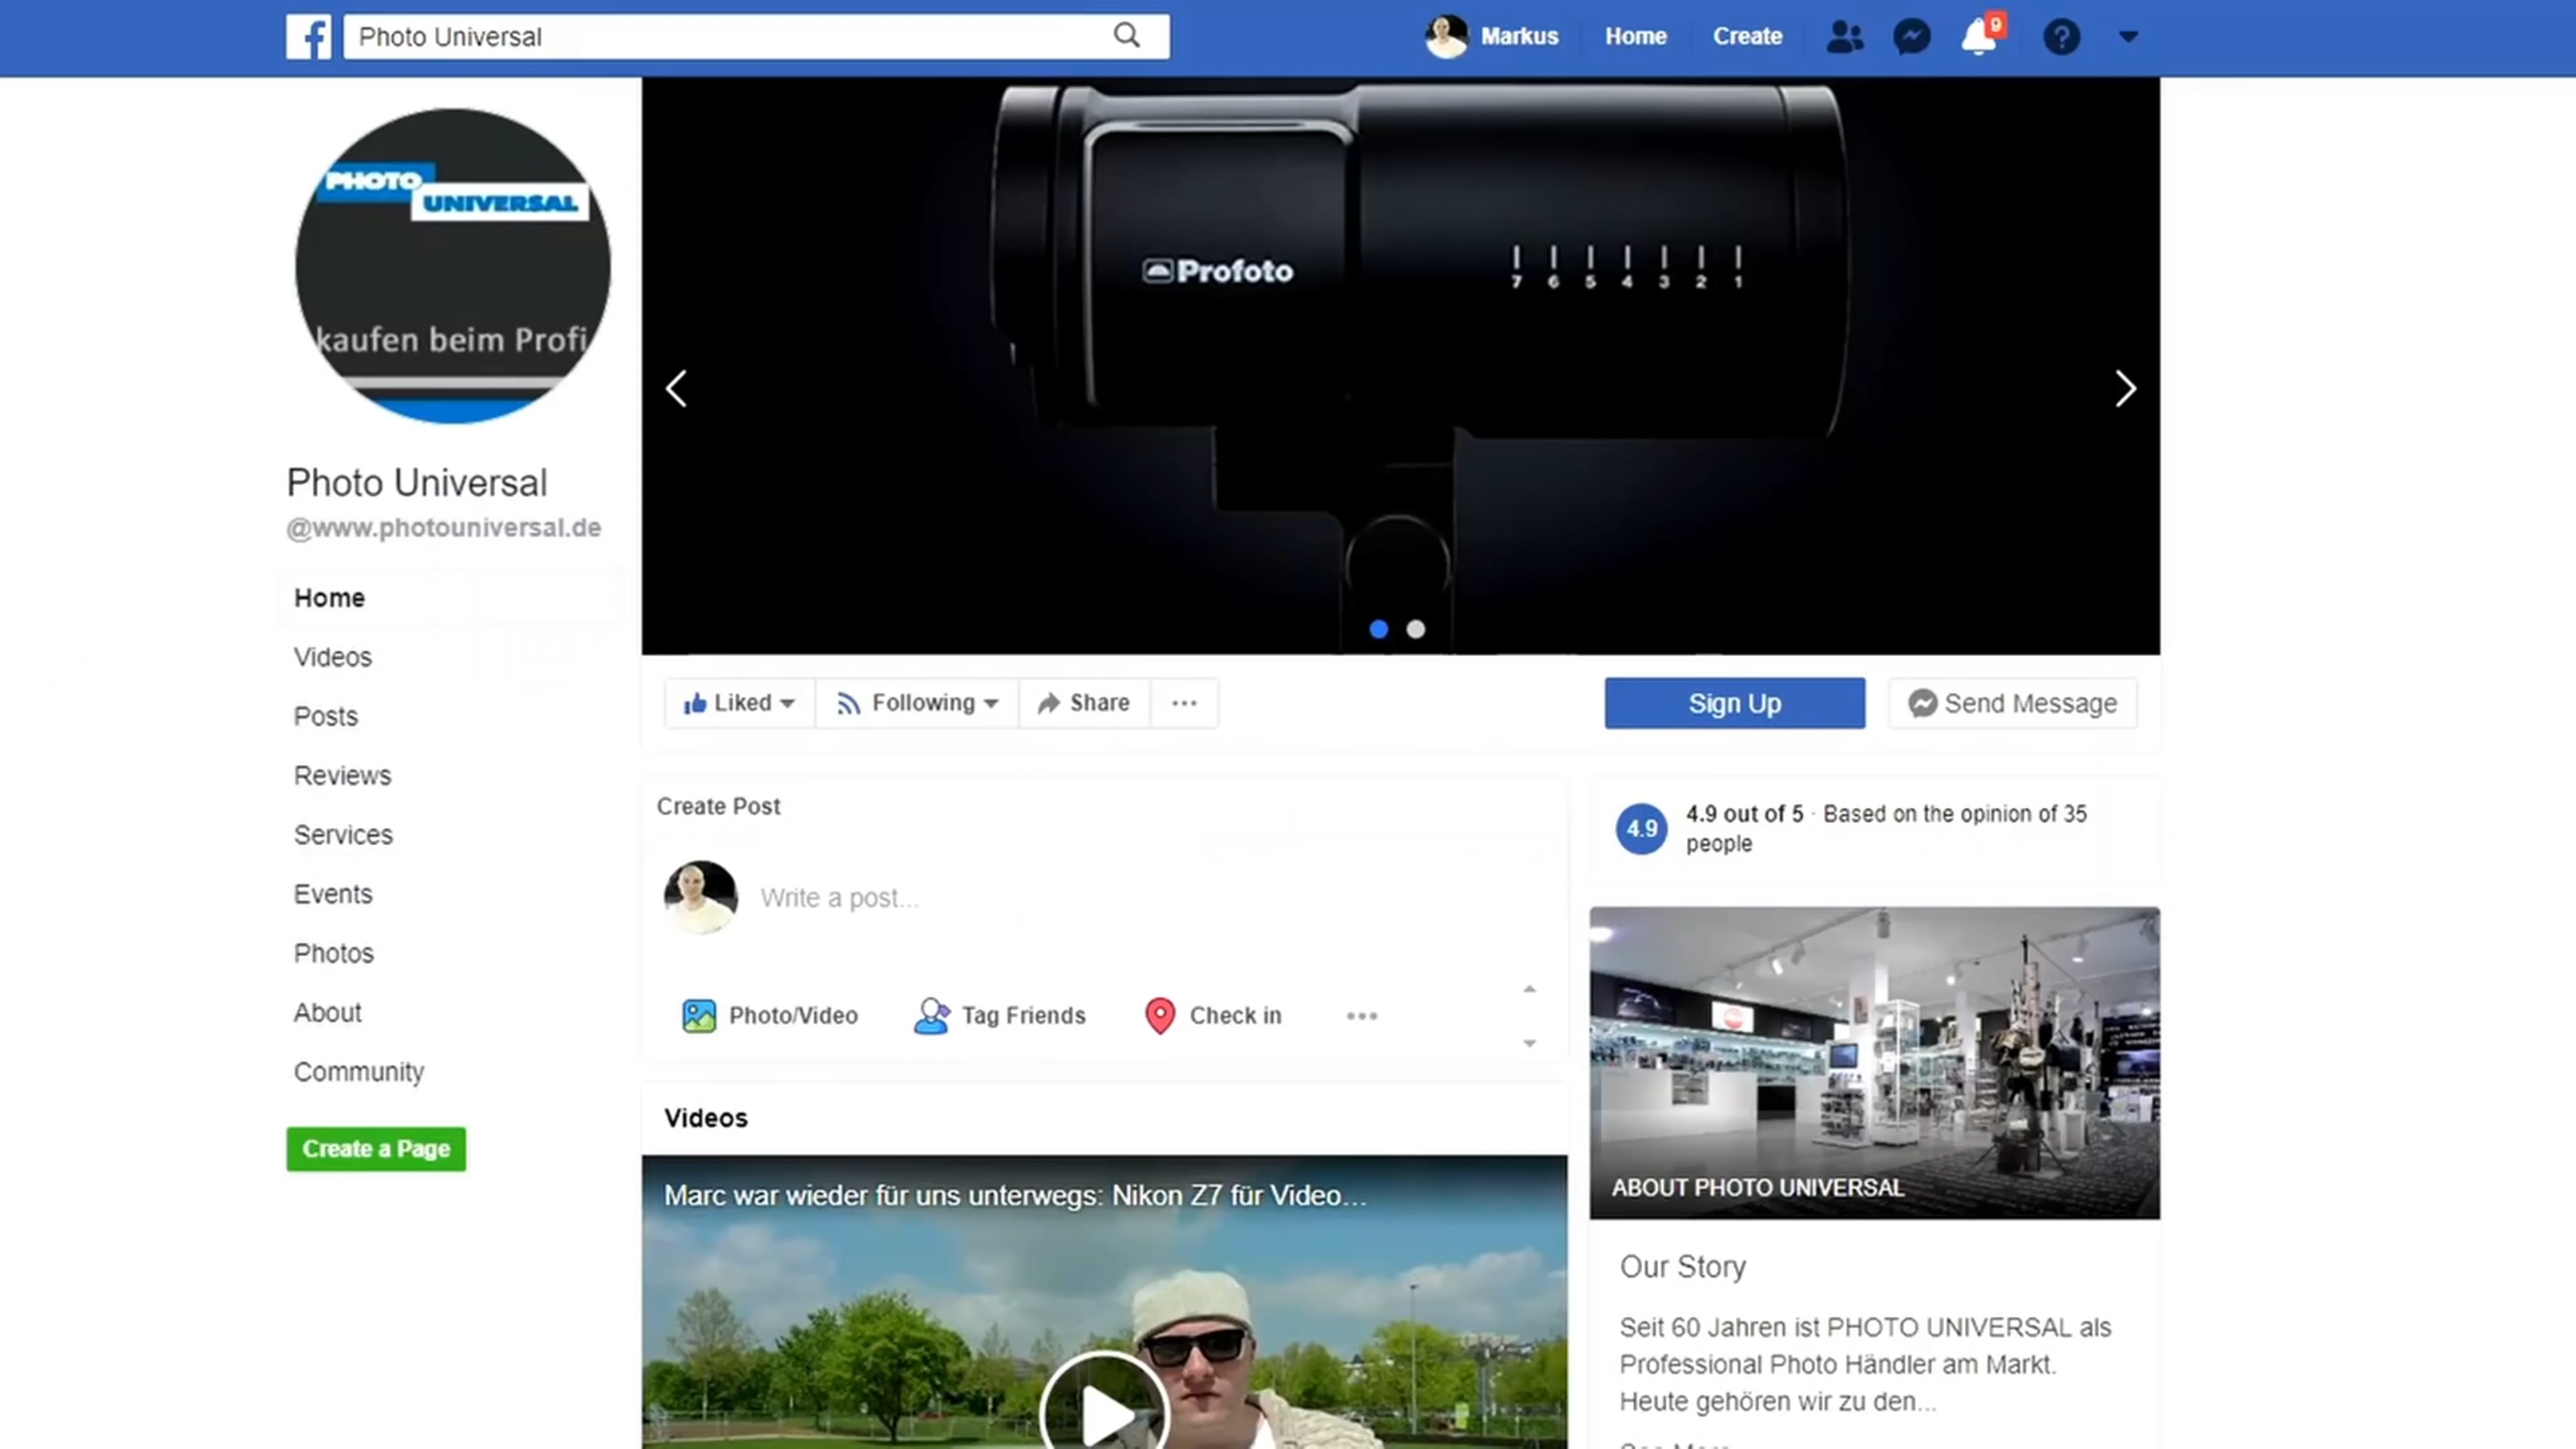 Photo Universal
Markus
Home
Create
9
PHOTO
UNIVERSAL
kaufen beim Profi
Photo Universal
@www.photouniversal.de
Home
Videos
Posts
Reviews
Services
Events
Photos
About
Community
Create a Page
Profoto
7 6 5 4 3 2 1
Liked
Following
Share
Sign Up
Send Message
Create Post
Write a post...
Photo/Video
Tag Friends
Check in
Videos
Marc war wieder für uns unterwegs: Nikon Z7 für Video...
4.9
4.9 out of 5 · Based on the opinion of 35
people
ABOUT PHOTO UNIVERSAL
Our Story
Seit 60 Jahren ist PHOTO UNIVERSAL als
Professional Photo Händler am Markt.
Heute gehören wir zu den...